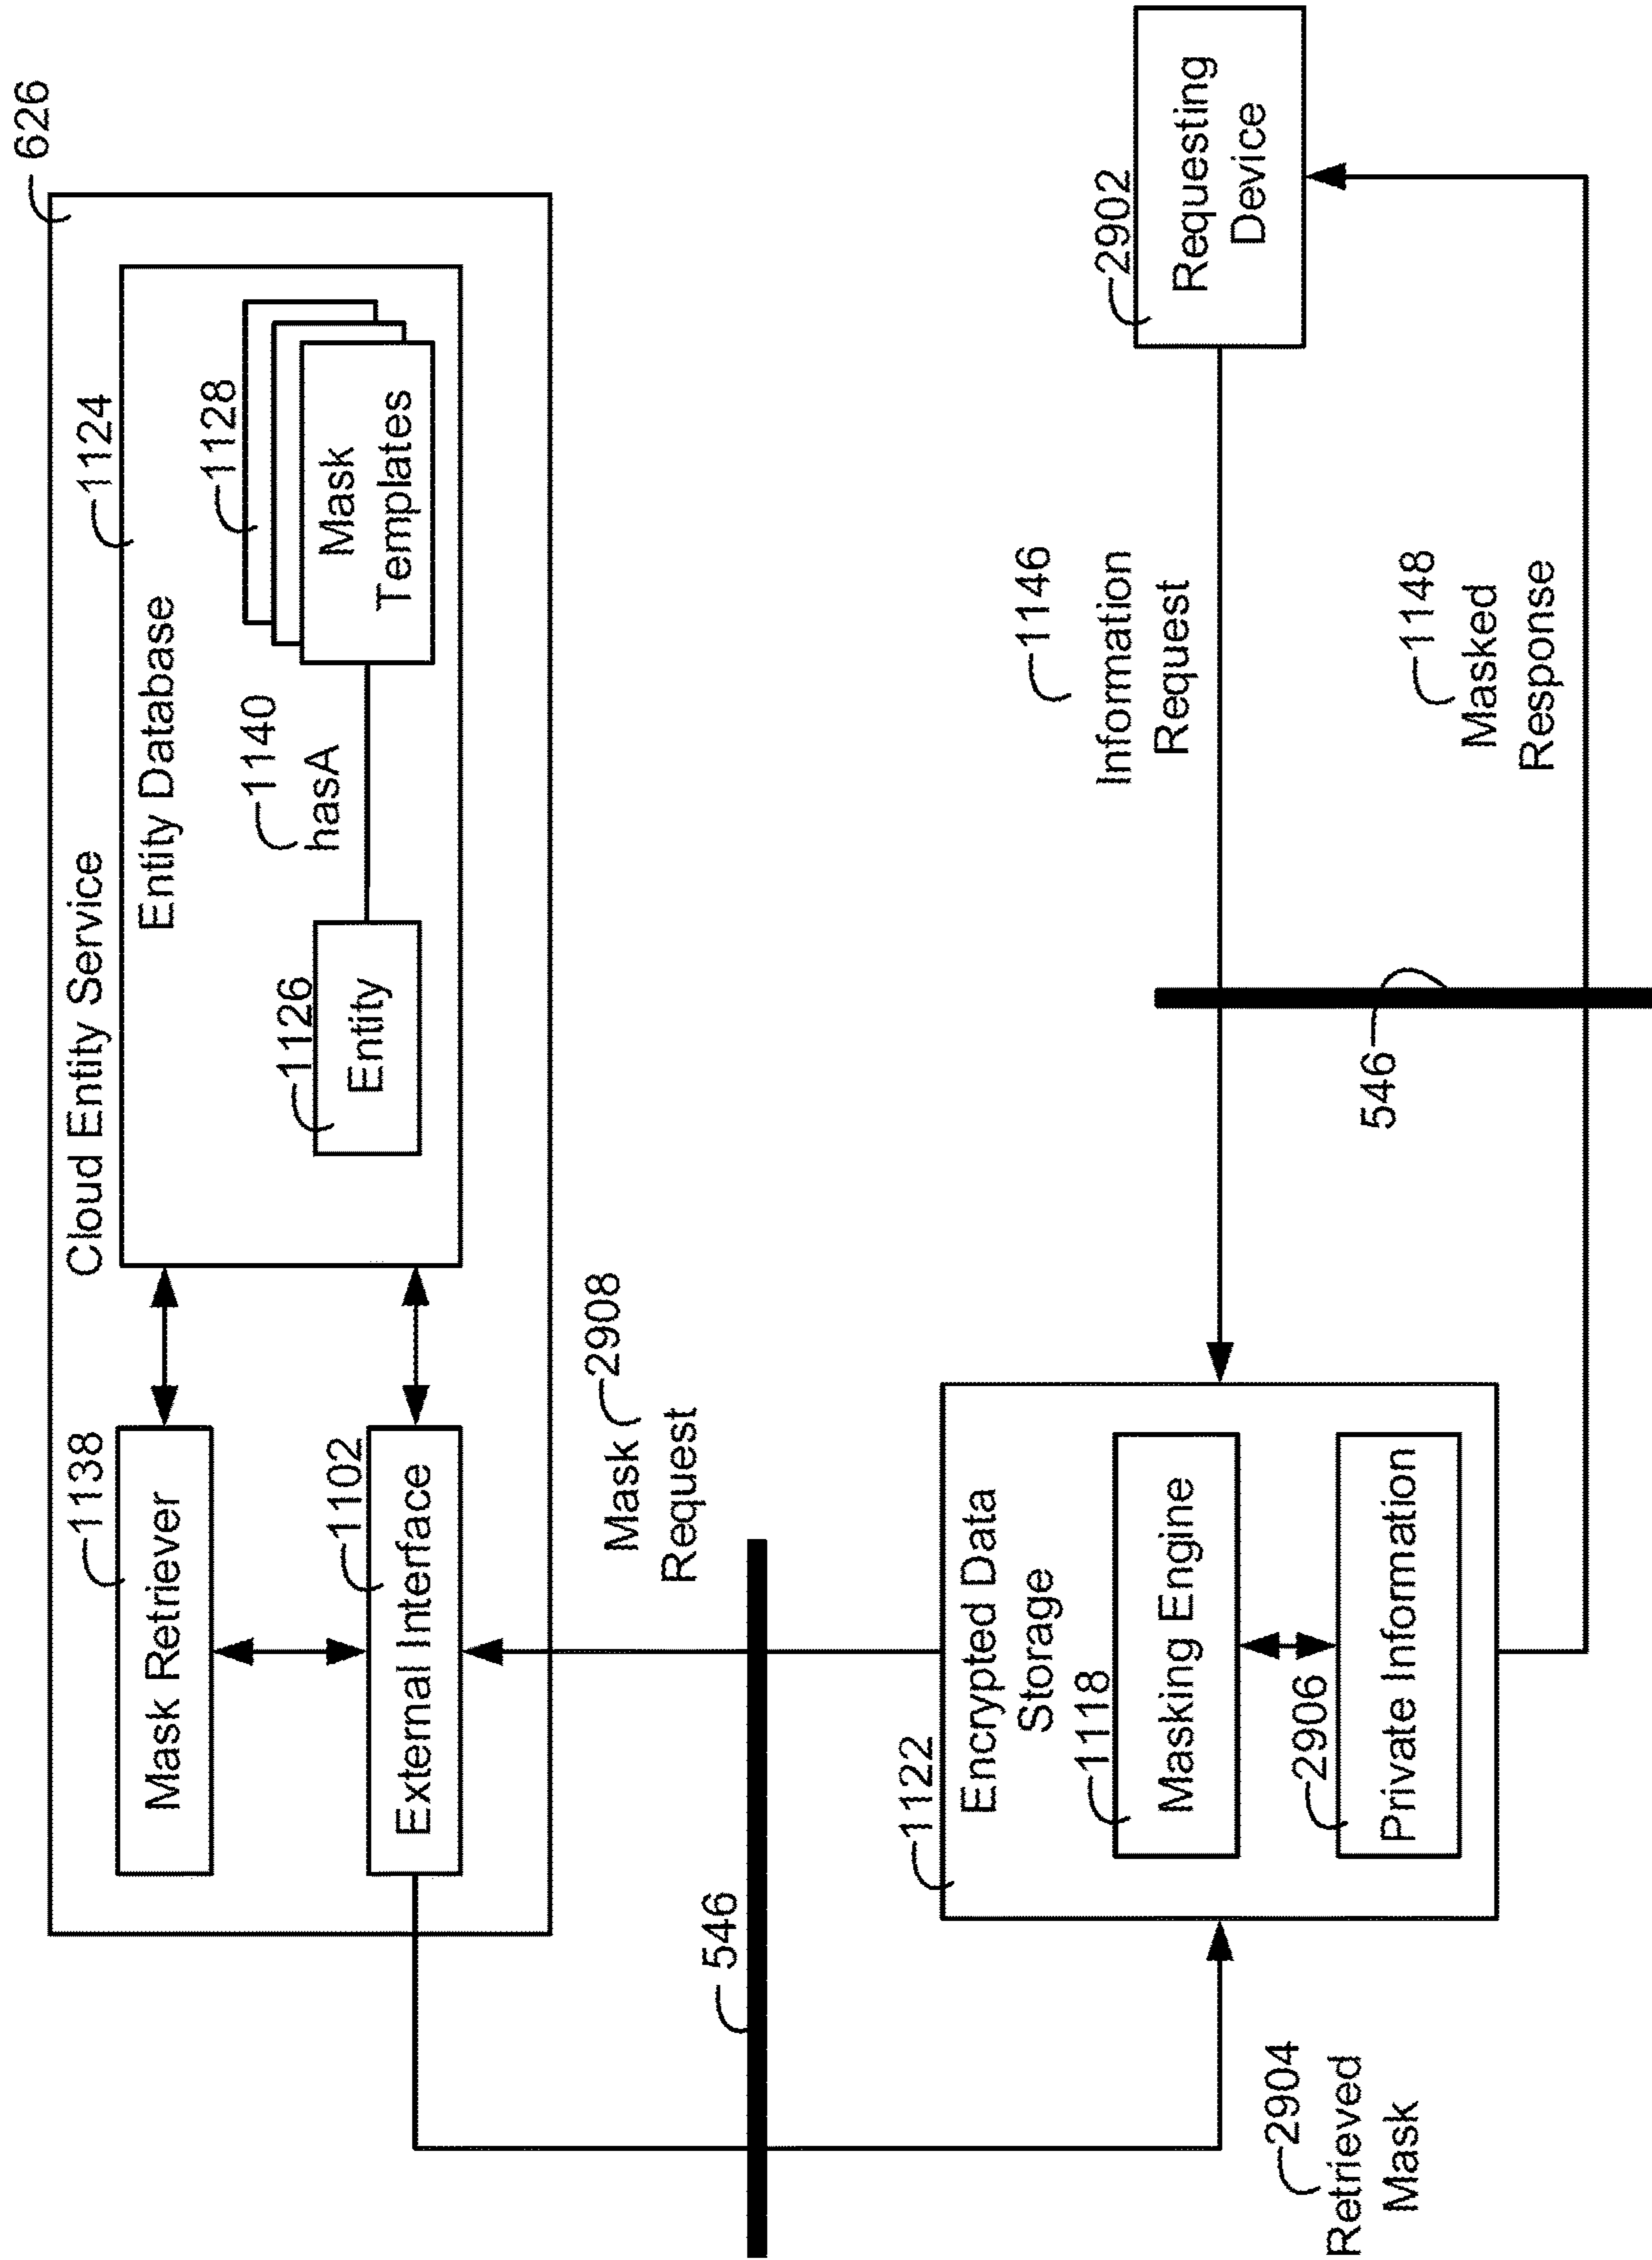 626
Cloud Entity Service
1138
Mask Retriever
1102
External Interface
1124
Entity Database
1126
Entity
1140
hasA
1128
Mask
Templates
Mask
2908
Request
546
2904
Retrieved
Mask
1122
Encrypted Data
Storage
1118
Masking Engine
2906
Private Information
1146
Information
Request
546
1148
Masked
Response
2902
Requesting
Device